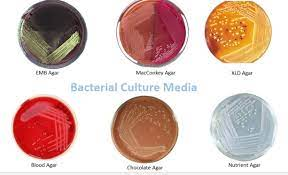 EMB Agar
MacConkey Agar
XLD Agar
Bacterial Culture Media
Blood Agar
Chocolate Agar
Nutrient Agar